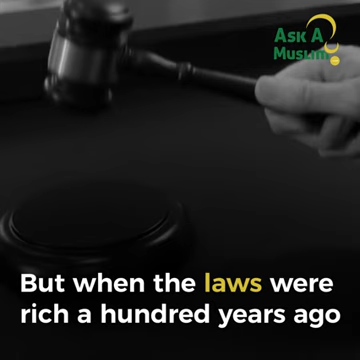 ASK A
MUSLIM
But when the laws were
rich a hundred years ago